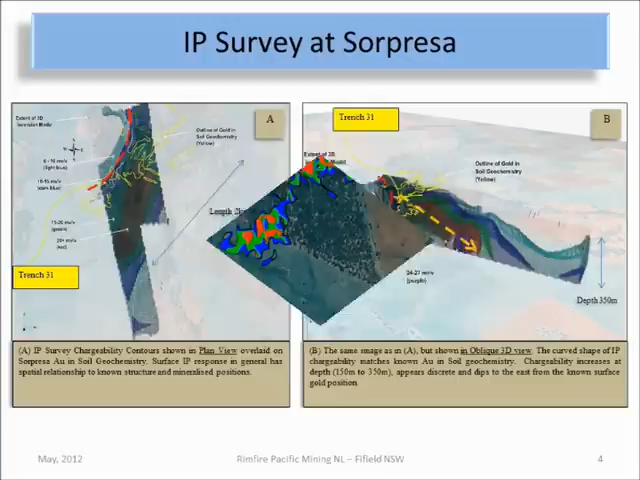 IP Survey at Sorpresa
A
B
Trench 31
Outline of Gold in
Soil Geochemistry
(Yellow)
Outline of Gold in
Soil Geochemistry
(Yellow)
Extent of 3D
6 - 10 mv/v
(light blue)
10-15 mv/v
15-20 mv/v
(green)
20+ mv/v
(red)
Trench 31
24-27 mv/v
(purple)
Depth 350m
(A) IP Survey Chargeability Contours shown in Plan View overlaid on
Sorpresa Au in Soil Geochemistry. Surface IP response in general has
spatial relationship to known structure and mineralised positions.
(B) The same image as in (A), but shown in Oblique 3D view. The curved shape of IP
chargeability matches known Au in Soil geochemistry. Chargeability increases at
depth (150m to 350m), appears discrete and dips to the east from the known surface
gold position.
May, 2012
Rimfire Pacific Mining NL – Fifield NSW
4